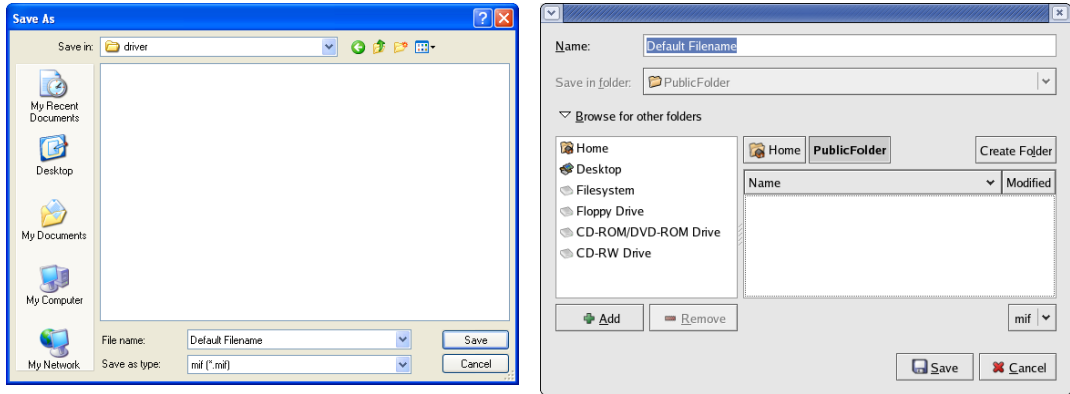 Save As
Save in:
driver
My Recent
Documents
Desktop
My Documents
My Computer
My Network
File name:
Default Filename
Save
Save as type:
mif (*.mif)
Cancel
Name:
Default Filename
Save in folder:
PublicFolder
Browse for other folders
Home
Desktop
Filesystem
Floppy Drive
CD-ROM/DVD-ROM Drive
CD-RW Drive
Home
PublicFolder
Create Folder
Name
Modified
Add
Remove
mif
Save
Cancel